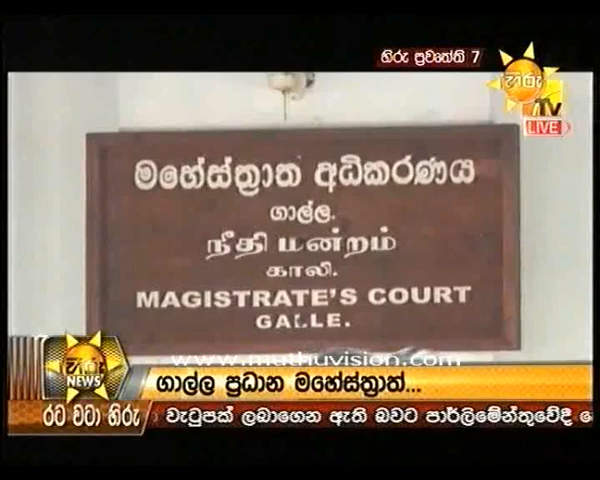 හිරු ප්‍රවෘත්ති 7
හිරු
TV
LIVE
මහේස්ත්‍රාත අධිකරණය
ගාල්ල.
நீதி மன்றம்
காலி.
MAGISTRATE'S COURT
GALLE.
www.muthuvision.com
හිරු
NEWS
ගාල්ල ප්‍රධාන මහේස්ත්‍රාත්...
රට වටා හිරු
වැටුපක් ලබාගෙන ඇති බවට පාර්ලිමේන්තුවේදී